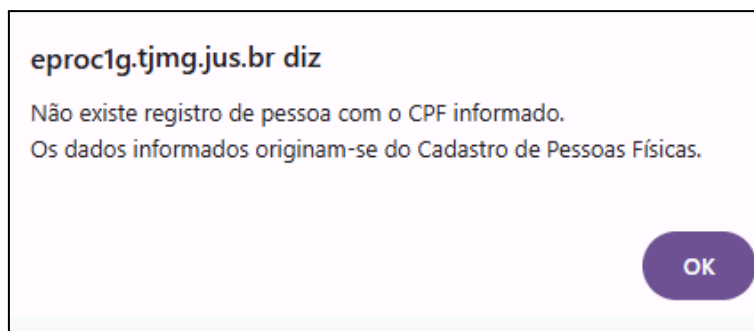 eproc1g.tjmg.jus.br diz
Não existe registro de pessoa com o CPF informado.
Os dados informados originam-se do Cadastro de Pessoas Físicas.
OK